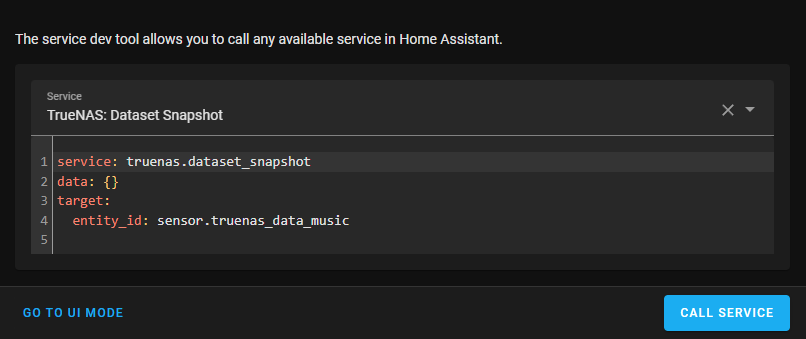 The service dev tool allows you to call any available service in Home Assistant.
Service
TrueNAS: Dataset Snapshot
1 service: truenas.dataset_snapshot
2 data: {}
3 target:
4   entity_id: sensor.truenas_data_music
5
GO TO UI MODE
CALL SERVICE